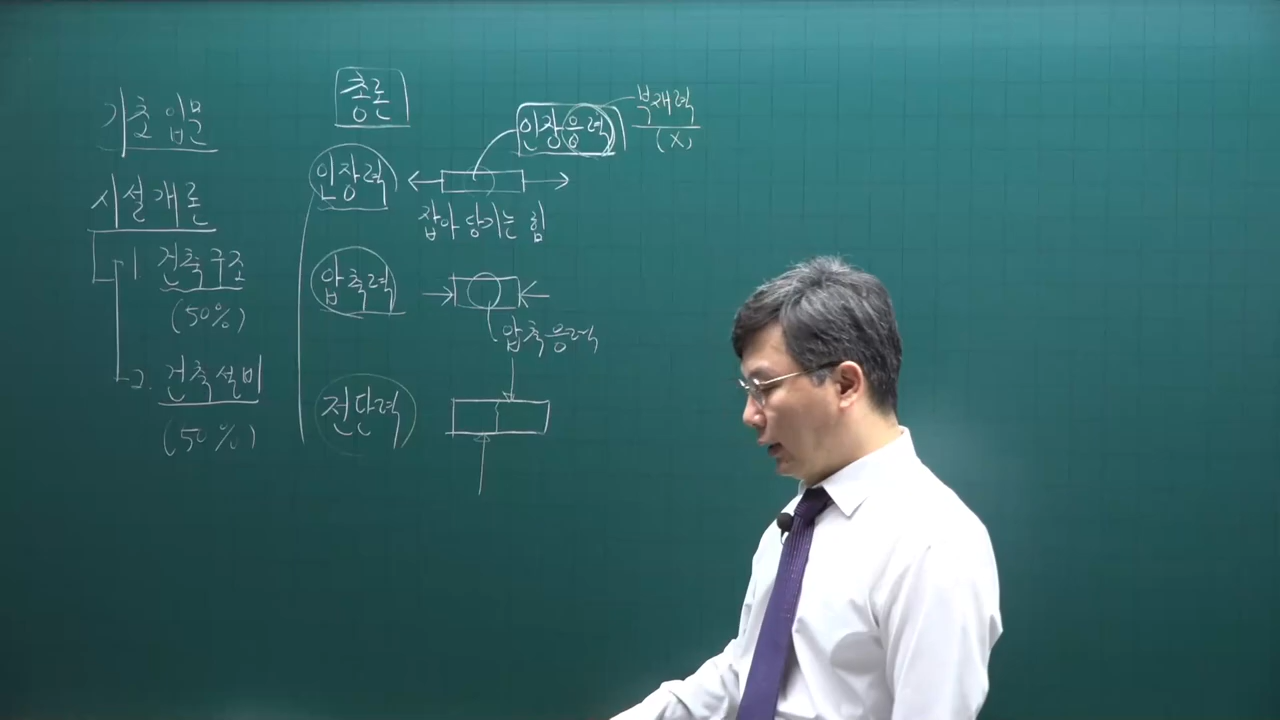 기초 입문
시설개론
1 건축구조
(50%)
2. 건축설비
(50%)
총론
인장응력
부재력
(X)
인장력
잡아 당기는 힘
압축력
압축응력
전단력